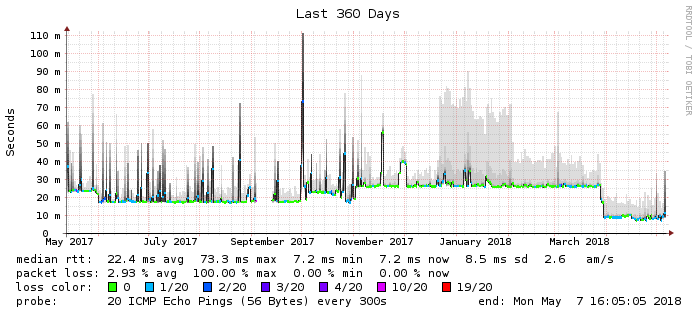 Last 360 Days
RRDTOOL / TOBI OETIKER
Seconds
110 m
100 m
90 m
80 m
70 m
60 m
50 m
40 m
30 m
20 m
10 m
0
May 2017 July 2017 September 2017 November 2017 January 2018 March 2018
median rtt: 22.4 ms avg 73.3 ms max 7.2 ms min 7.2 ms now 8.5 ms sd 2.6 am/s
packet loss: 2.93 % avg 100.00 % max 0.00 % min 0.00 % now
loss color: 0 1/20 2/20 3/20 4/20 10/20 19/20
probe: 20 ICMP Echo Pings (56 Bytes) every 300s end: Mon May 7 16:05:05 2018